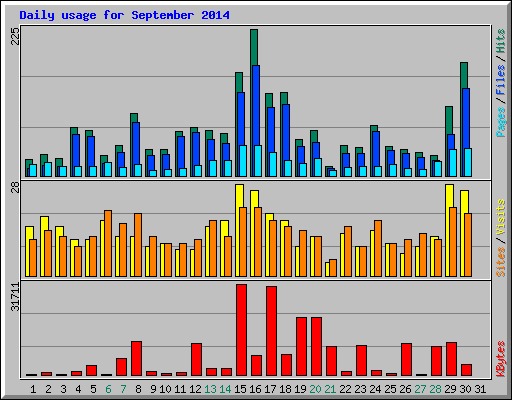 Daily usage for September 2014
225
Pages / Files / Hits
28
Sites / Visits
31711
KBytes
1 2 3 4 5 6 7 8 9 10 11 12 13 14 15 16 17 18 19 20 21 22 23 24 25 26 27 28 29 30 31